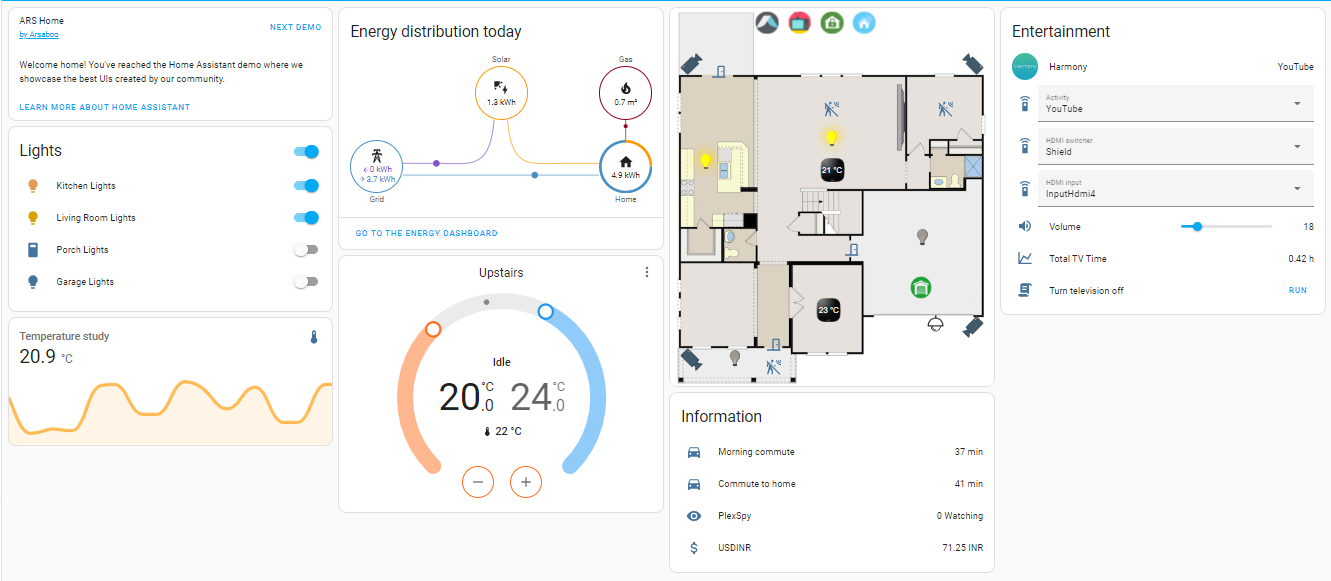 ARS Home
by Arsaboo
NEXT DEMO
Welcome home! You've reached the Home Assistant demo where we
showcase the best UIs created by our community.
LEARN MORE ABOUT HOME ASSISTANT
Lights
Kitchen Lights
Living Room Lights
Porch Lights
Garage Lights
Temperature study
20.9 °C
Energy distribution today
Solar
1.3 kWh
Gas
0.7 m³
← 0 kWh
→ 3.7 kWh
Grid
4.9 kWh
Home
GO TO THE ENERGY DASHBOARD
Upstairs
Idle
20.0 °C 24.0 °C
22 °C
21 °C
23 °C
Information
Morning commute 37 min
Commute to home 41 min
PlexSpy 0 Watching
USDINR 71.25 INR
Entertainment
Harmony Harmony YouTube
Activity
YouTube
HDMI switcher
Shield
HDMI input
InputHdmi4
Volume 18
Total TV Time 0.42 h
Turn television off RUN